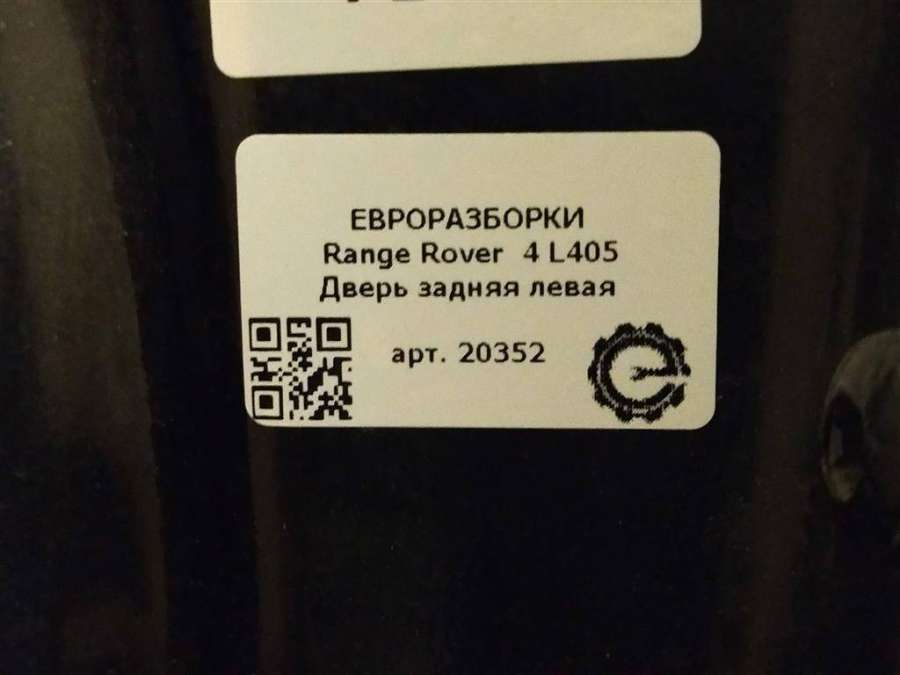 ЕВРОРАЗБОРКИ
Range Rover 4 L405
Дверь задняя левая
арт. 20352